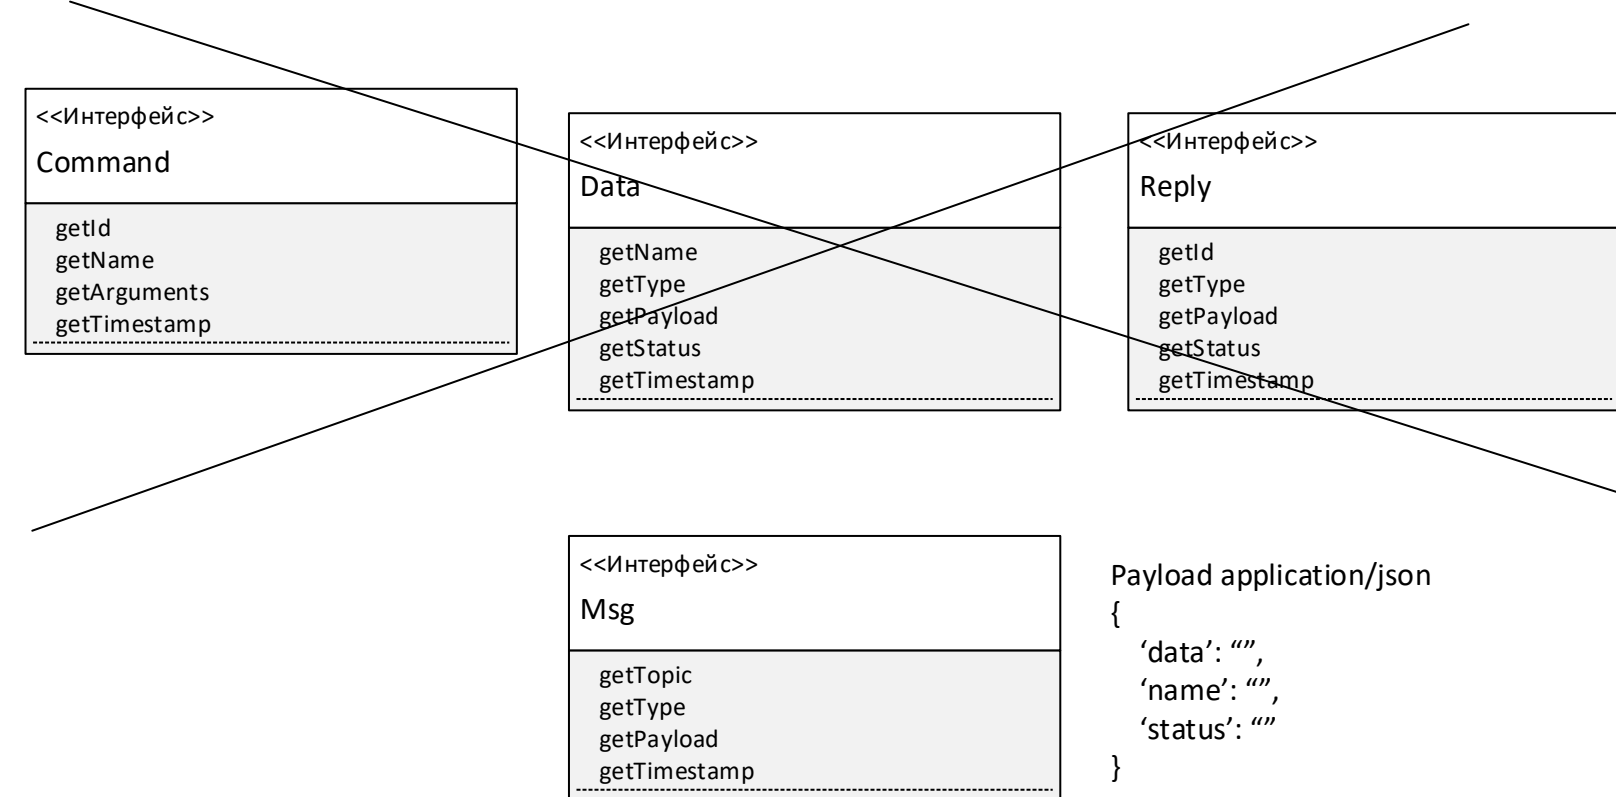 <<Интерфейс>>
Command
getId
getName
getArguments
getTimestamp
<<Интерфейс>>
Data
getName
getType
getPayload
getStatus
getTimestamp
<<Интерфейс>>
Reply
getId
getType
getPayload
getStatus
getTimestamp
<<Интерфейс>>
Msg
getTopic
getType
getPayload
getTimestamp
Payload application/json
{
‘data’: “”,
‘name’: “”,
‘status’: “”
}